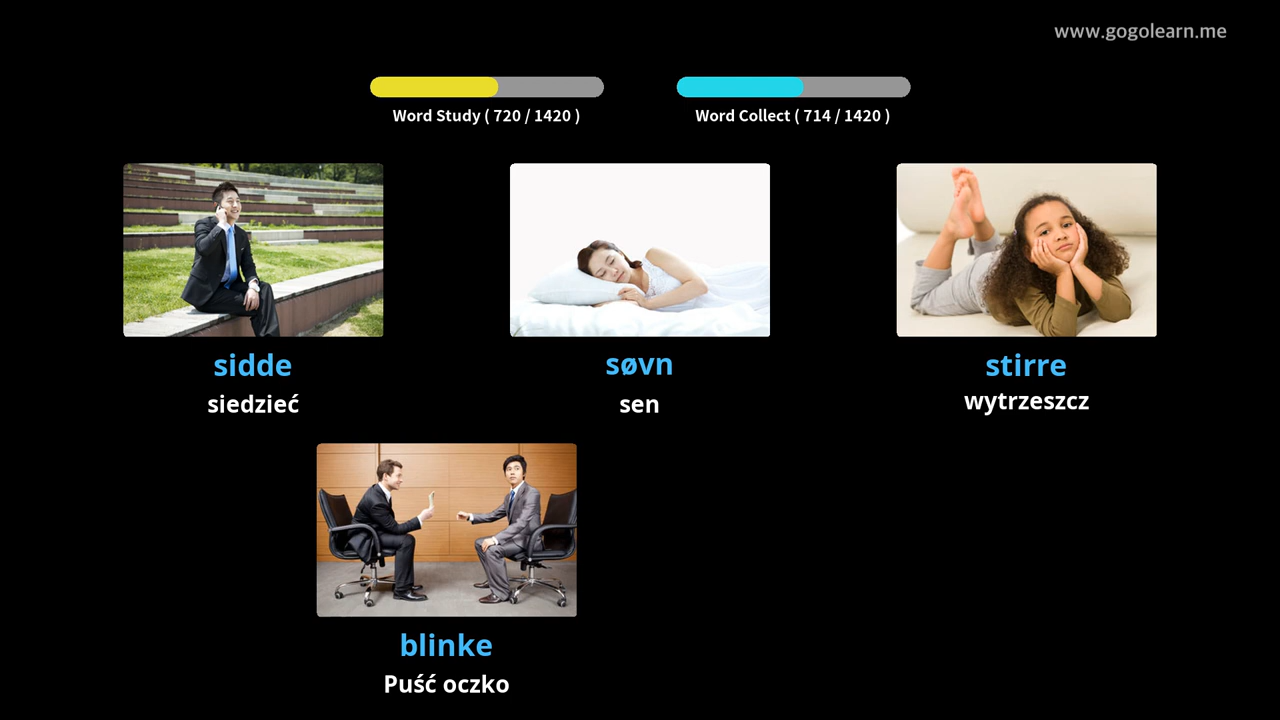 www.gogolearn.me
Word Study ( 720 / 1420 )
Word Collect ( 714 / 1420 )
sidde
siedzieć
søvn
sen
stirre
wytrzeszcz
blinke
Puść oczko